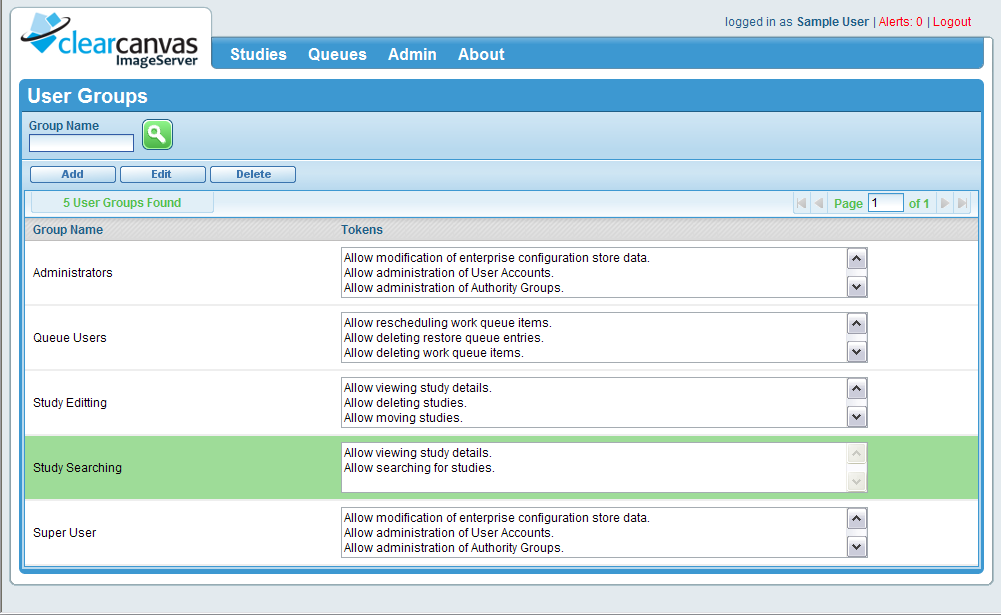 clearcanvas
ImageServer
logged in as Sample User | Alerts: 0 | Logout
Studies Queues Admin About
User Groups
Group Name
Add Edit Delete
5 User Groups Found
Page 1 of 1
Group Name Tokens
Administrators
Allow modification of enterprise configuration store data.
Allow administration of User Accounts.
Allow administration of Authority Groups.
Queue Users
Allow rescheduling work queue items.
Allow deleting restore queue entries.
Allow deleting work queue items.
Study Editting
Allow viewing study details.
Allow deleting studies.
Allow moving studies.
Study Searching
Allow viewing study details.
Allow searching for studies.
Super User
Allow modification of enterprise configuration store data.
Allow administration of User Accounts.
Allow administration of Authority Groups.